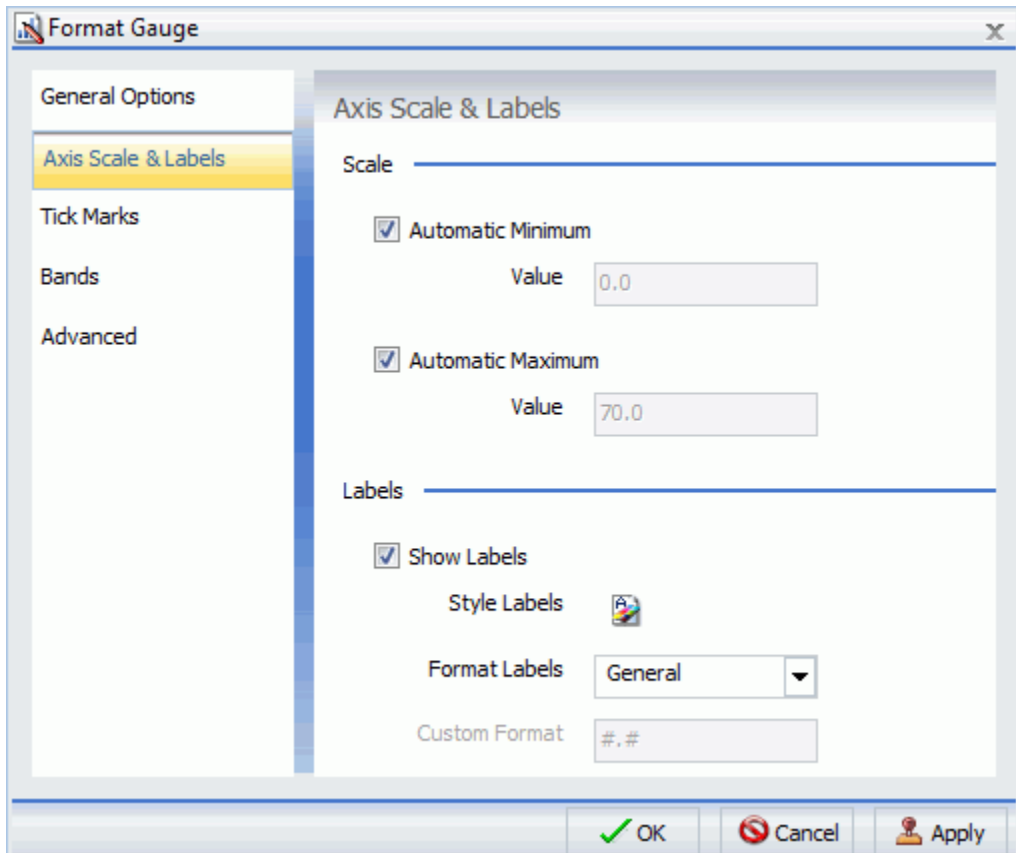 Format Gauge
General Options
Axis Scale & Labels
Tick Marks
Bands
Advanced
Axis Scale & Labels
Scale
Automatic Minimum
Value 0.0
Automatic Maximum
Value 70.0
Labels
Show Labels
Style Labels
Format Labels General
Custom Format #.#
OK Cancel Apply